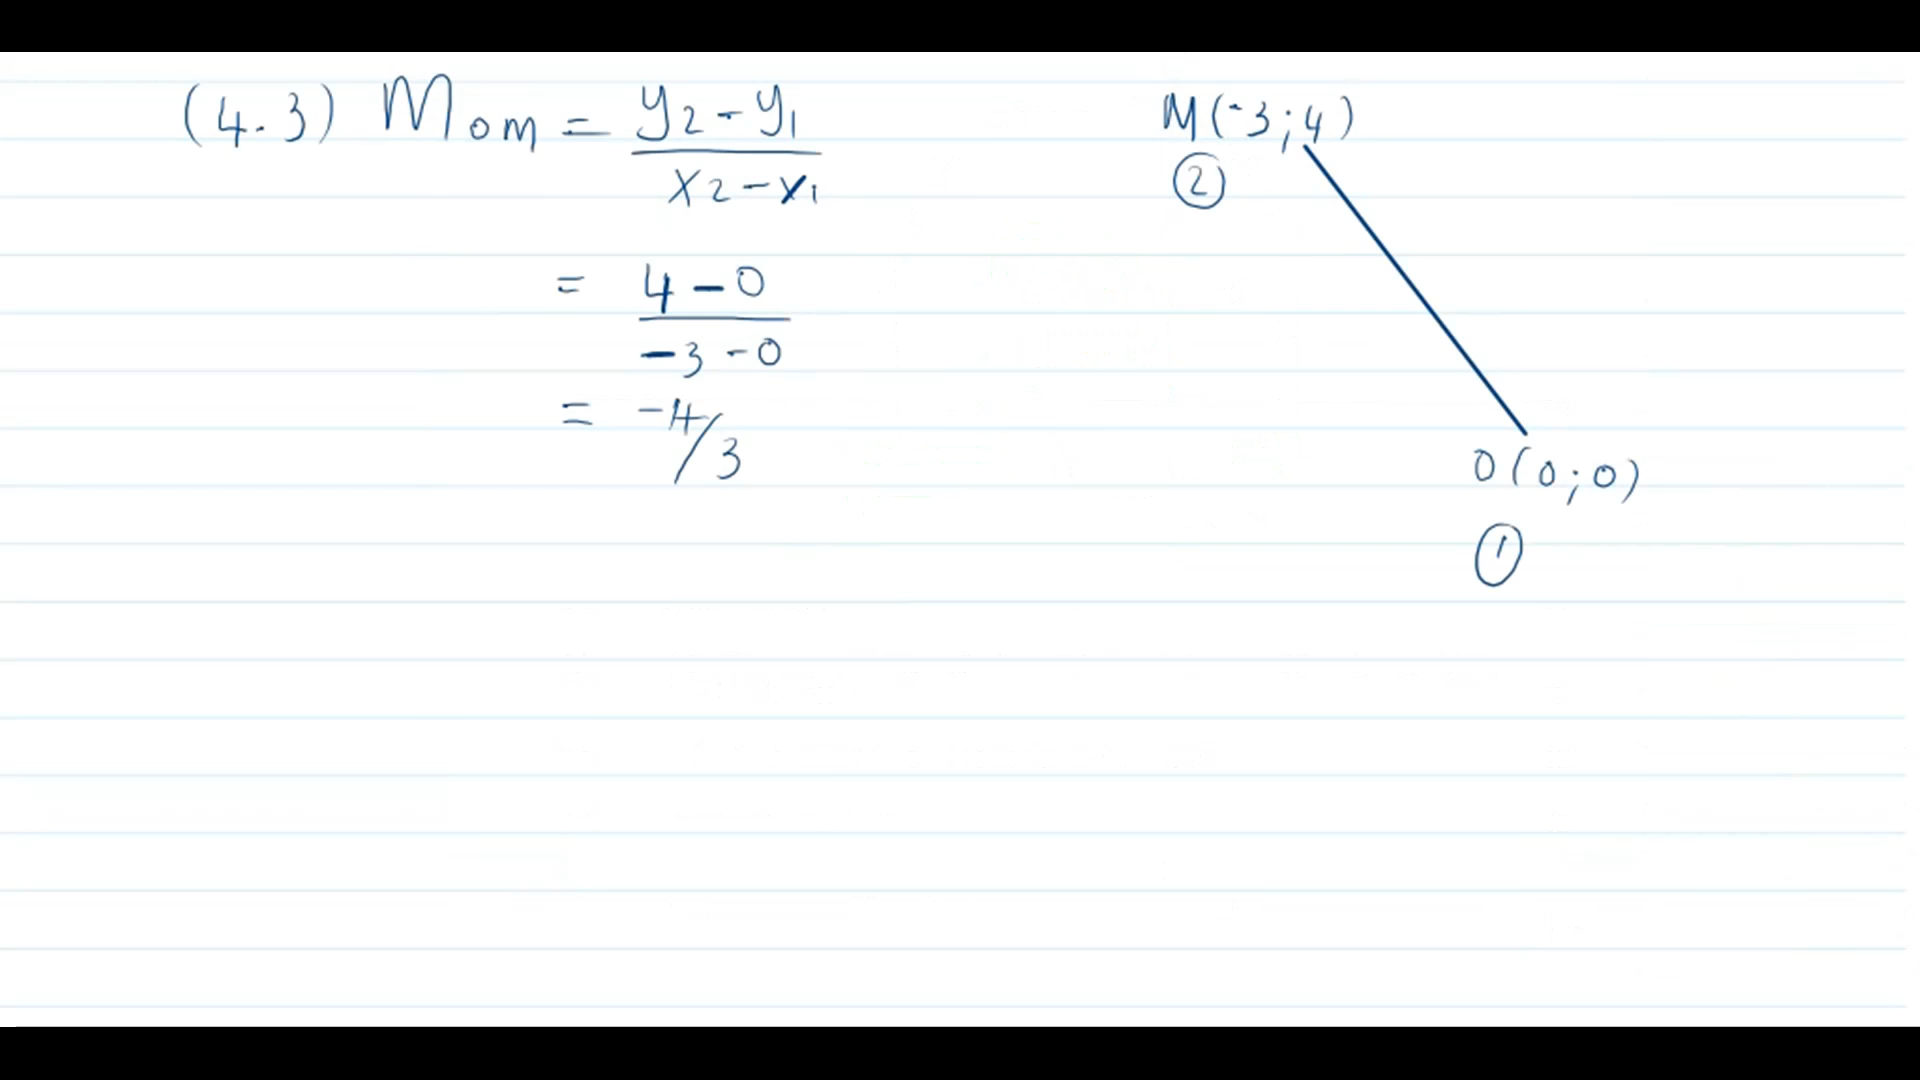 (4.3) Mom = y2-y1
x2-x1
= 4-0
-3-0
= -4/3
M(-3;4)
2
0(0;0)
1